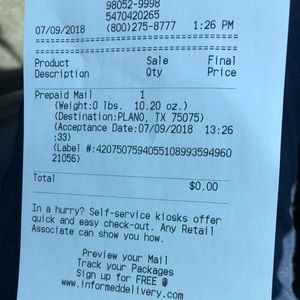 98052-9998
5470420265
07/09/2018 (800)275-8777 1:26 PM
Product Sale Final
Description Qty Price
Prepaid Mail 1
(Weight:0 lbs. 10.20 oz.)
(Destination:PLANO, TX 75075)
(Acceptance Date:07/09/2018 13:26
:33)
(Label #:4207507594055108993594960
21056)
Total $0.00
In a hurry? Self-service kiosks offer
quick and easy check-out. Any Retail
Associate can show you how.
Preview your Mail
Track your Packages
Sign up for FREE @
www.informeddelivery.com